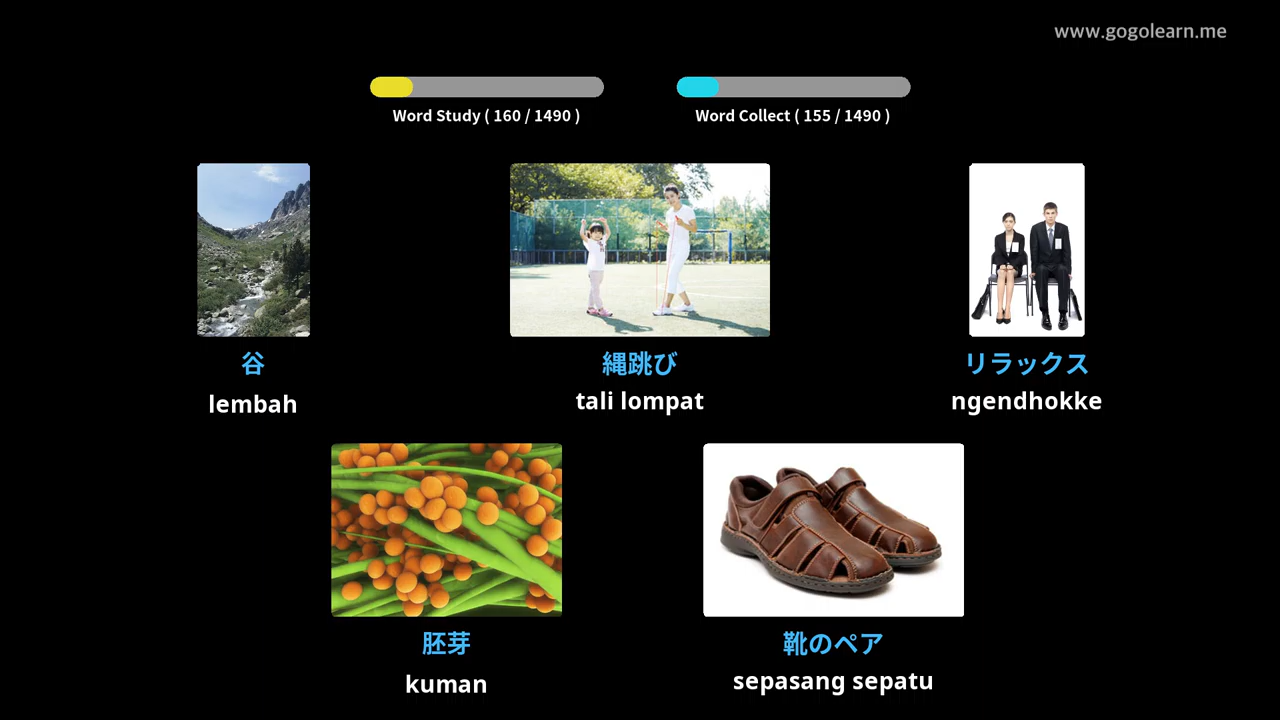 www.gogolearn.me
Word Study ( 160 / 1490 )
Word Collect ( 155 / 1490 )
谷
lembah
縄跳び
tali lompat
リラックス
ngendhokke
胚芽
kuman
靴のペア
sepasang sepatu